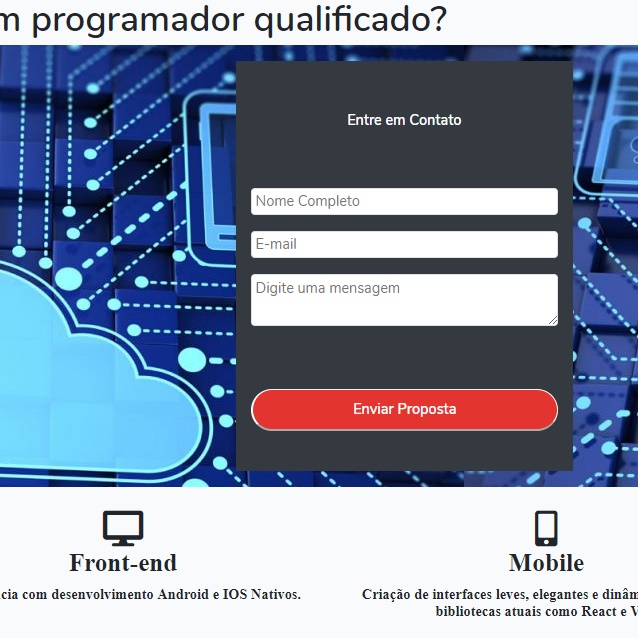 m programador qualificado?
Entre em Contato
Nome Completo
E-mail
Digite uma mensagem
Enviar Proposta
Front-end
cia com desenvolvimento Android e IOS Nativos.
Mobile
Criação de interfaces leves, elegantes e dinâm
bibliotecas atuais como React e V